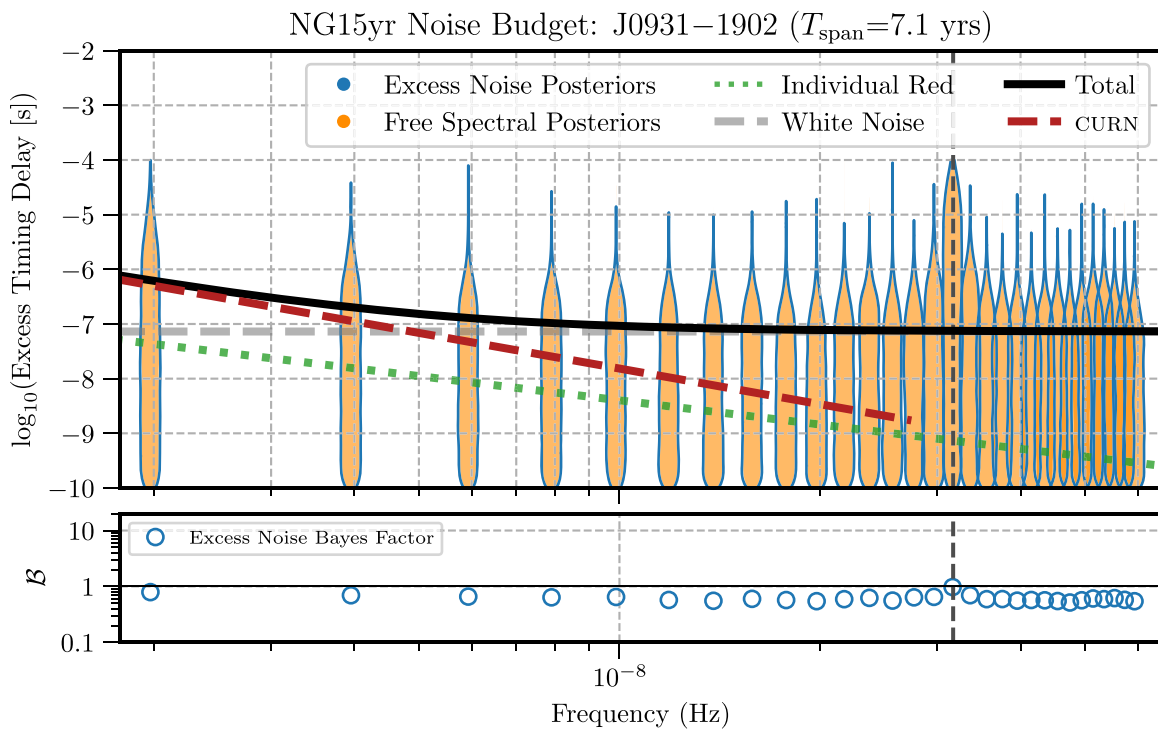 NG15yr Noise Budget: J0931−1902 (Tspan=7.1 yrs)
Excess Noise Posteriors
Free Spectral Posteriors
Individual Red
White Noise
Total
CURN
log10(Excess Timing Delay [s])
−2
−3
−4
−5
−6
−7
−8
−9
−10
Excess Noise Bayes Factor
ℬ
10
1
0.1
10−8
Frequency (Hz)